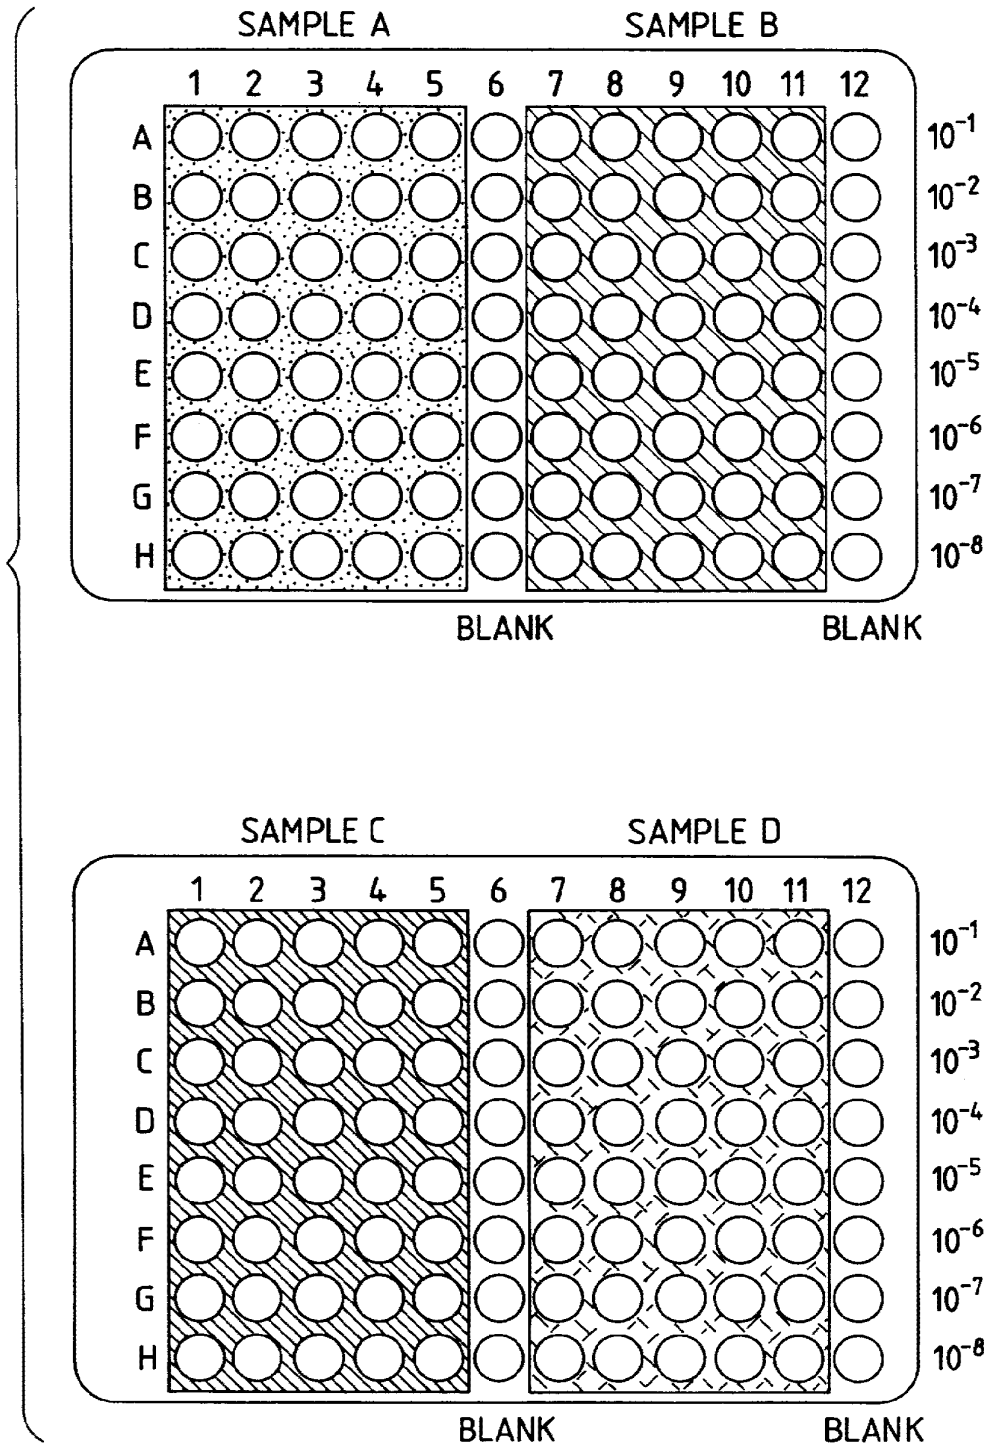 SAMPLE A SAMPLE B
1 2 3 4 5 6 7 8 9 10 11 12
A 10⁻¹
B 10⁻²
C 10⁻³
D 10⁻⁴
E 10⁻⁵
F 10⁻⁶
G 10⁻⁷
H 10⁻⁸
BLANK BLANK
SAMPLE C SAMPLE D
1 2 3 4 5 6 7 8 9 10 11 12
A 10⁻¹
B 10⁻²
C 10⁻³
D 10⁻⁴
E 10⁻⁵
F 10⁻⁶
G 10⁻⁷
H 10⁻⁸
BLANK BLANK